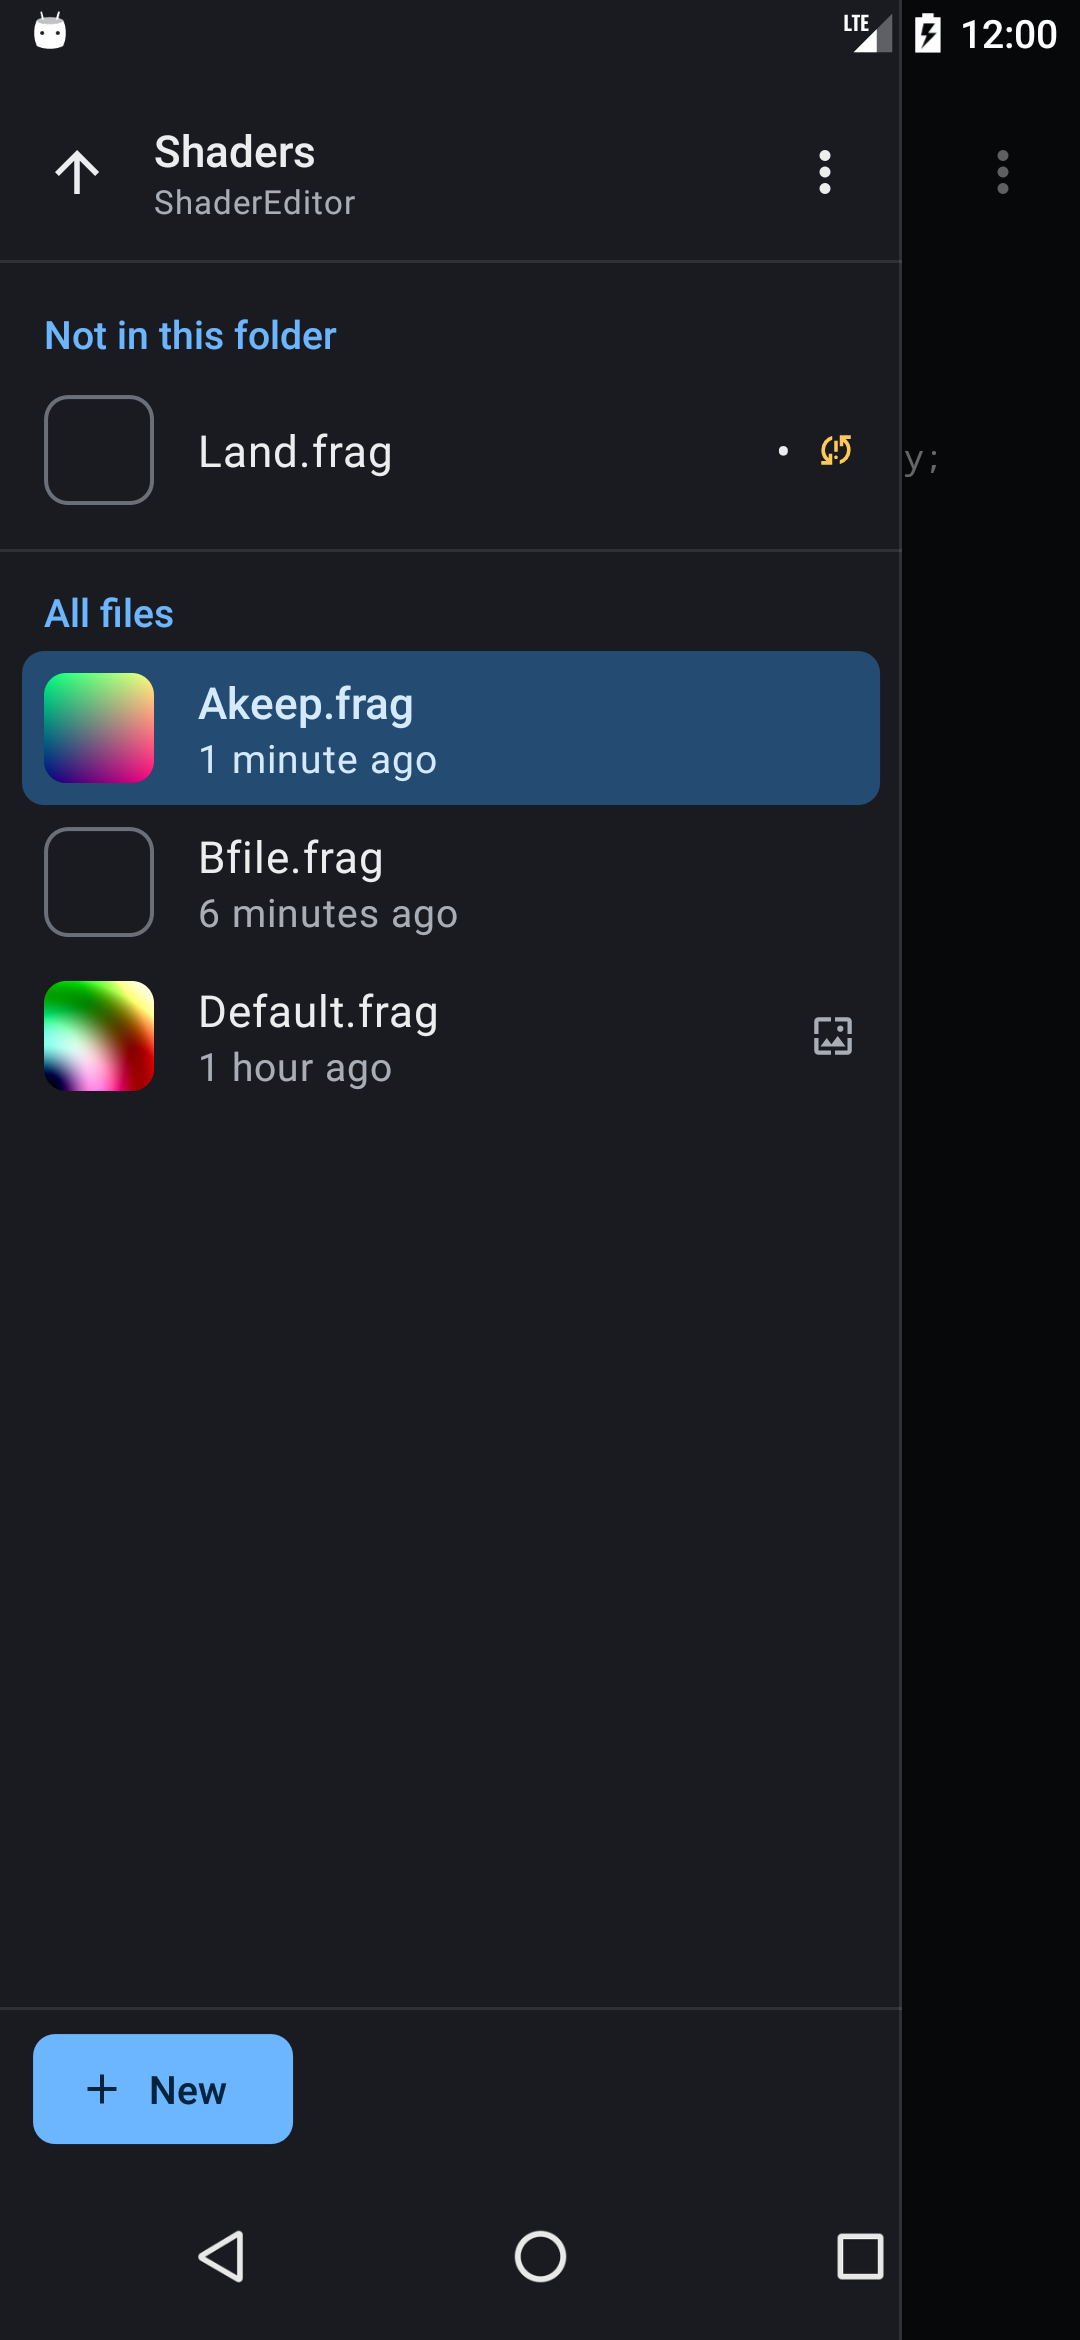 LTE 12:00
Shaders
ShaderEditor
Not in this folder
Land.frag
y;
All files
Akeep.frag
1 minute ago
Bfile.frag
6 minutes ago
Default.frag
1 hour ago
New